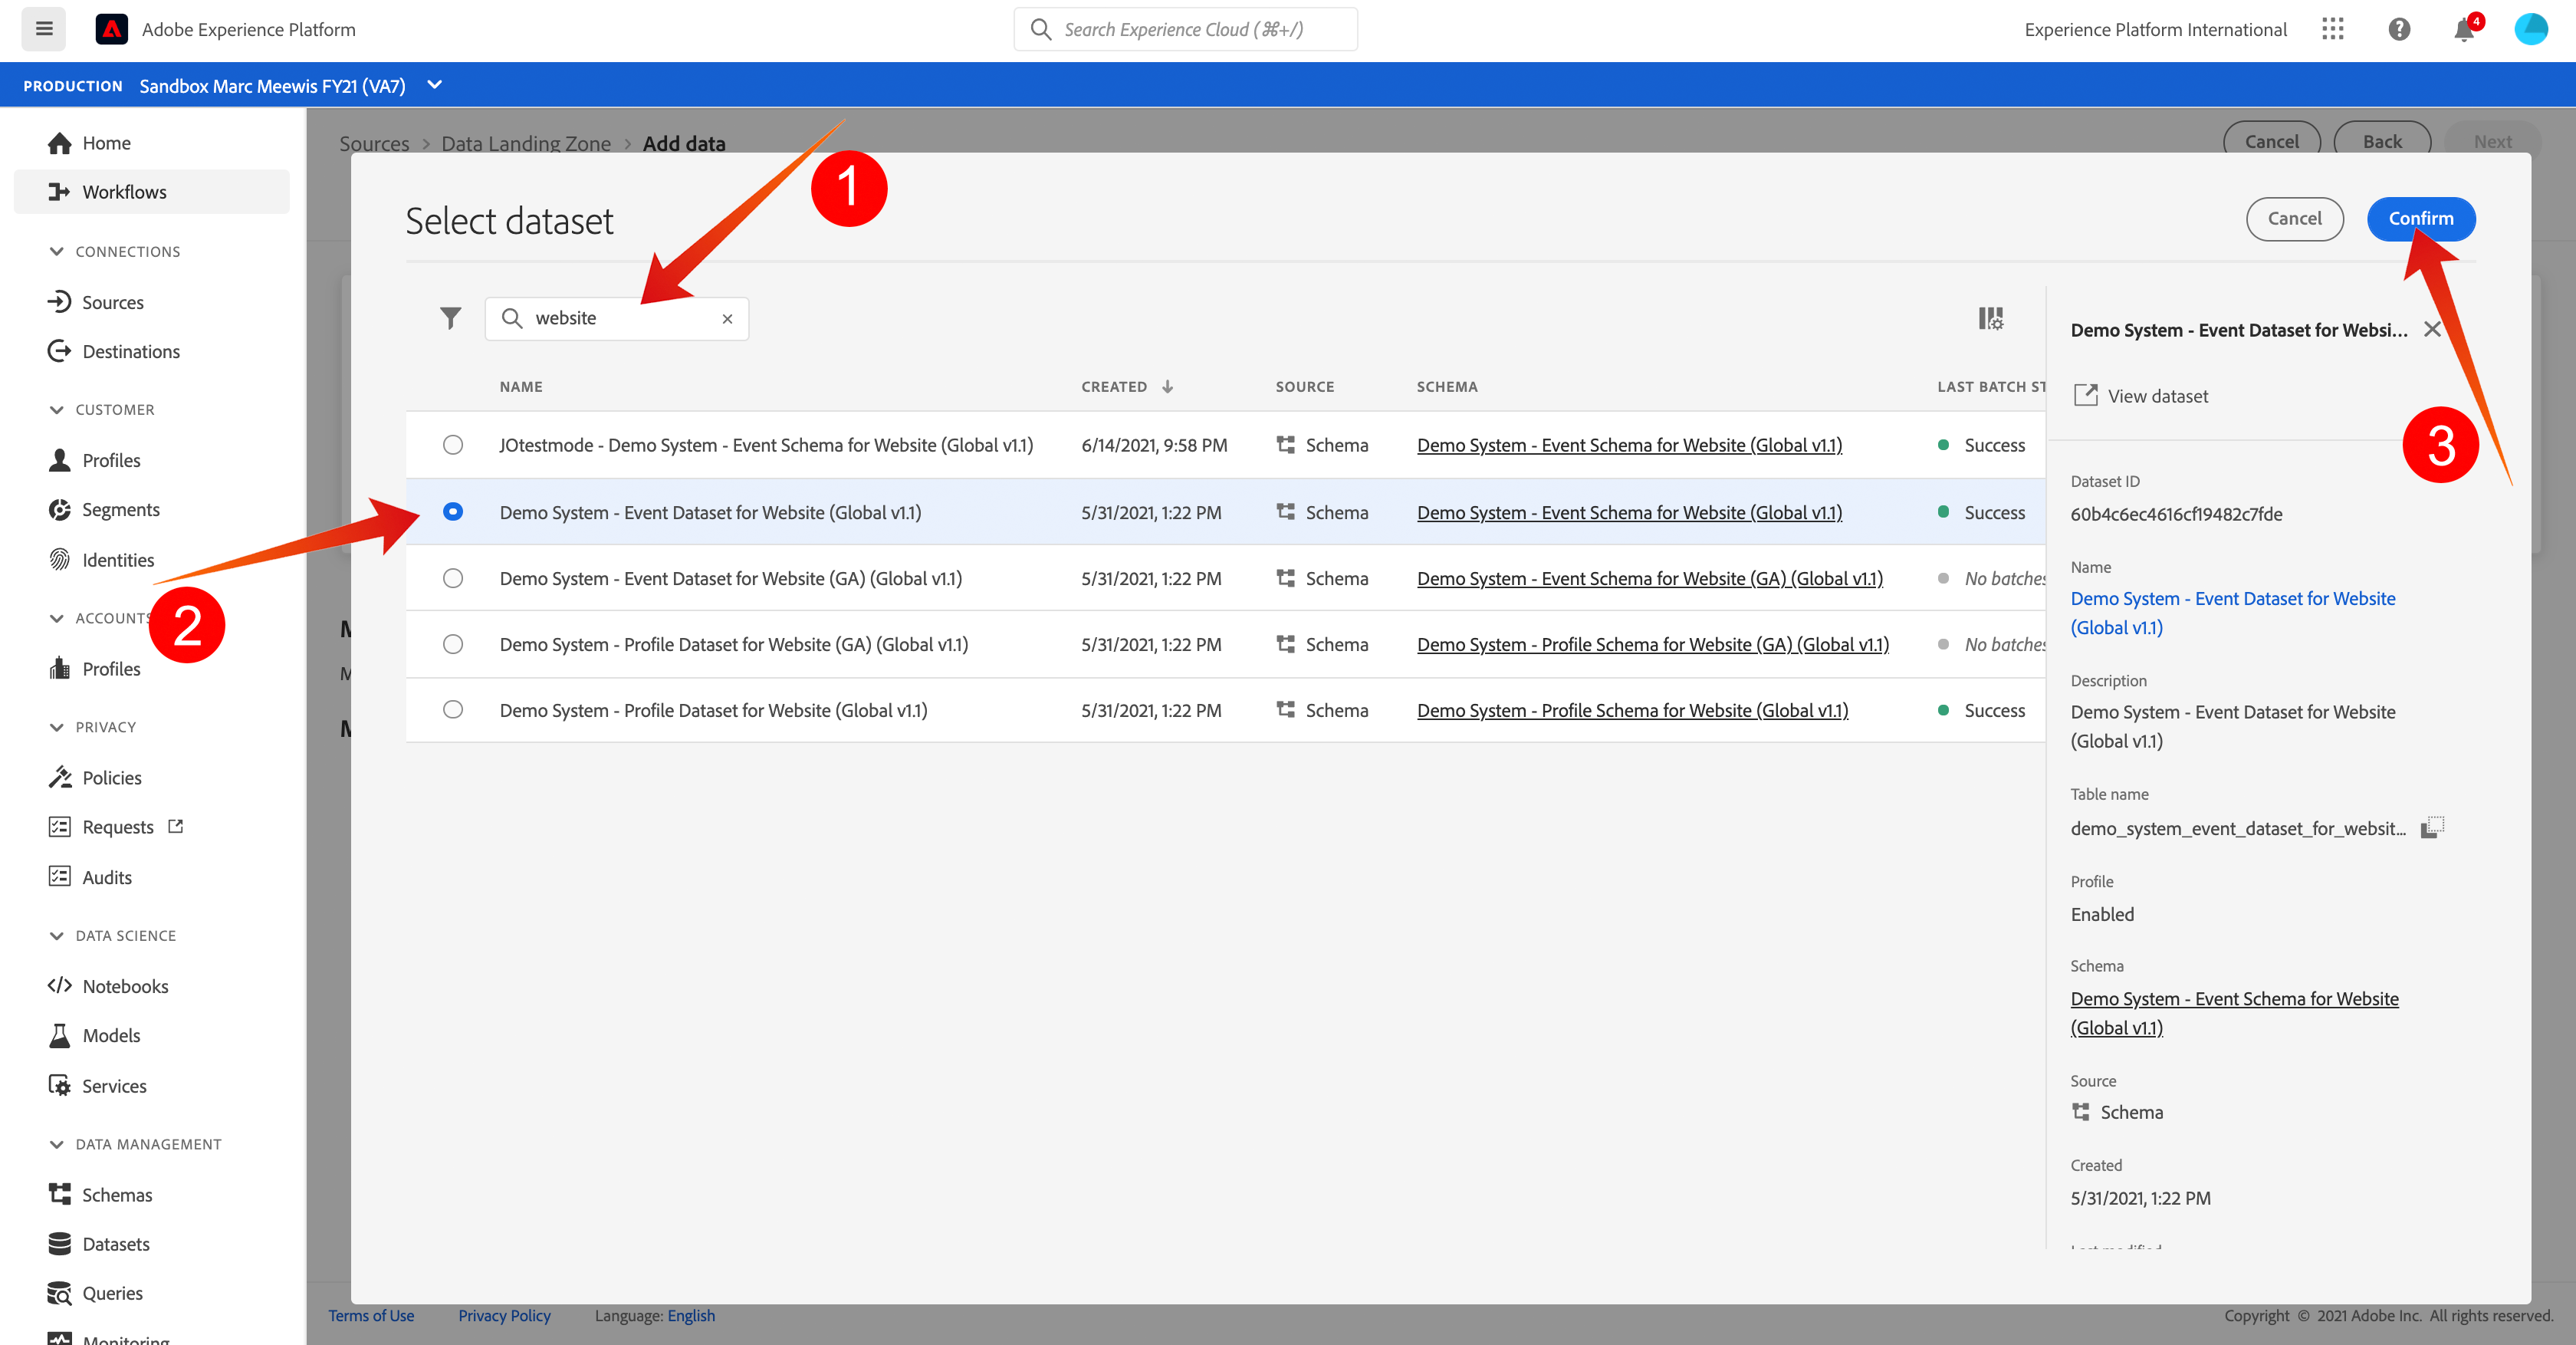 Adobe Experience Platform
Search Experience Cloud (⌘+/)
Experience Platform International
4
PRODUCTION Sandbox Marc Meewis FY21 (VA7)
Home
Workflows
CONNECTIONS
Sources
Destinations
CUSTOMER
Profiles
Segments
Identities
ACCOUNTS
Profiles
PRIVACY
Policies
Requests
Audits
DATA SCIENCE
Notebooks
Models
Services
DATA MANAGEMENT
Schemas
Datasets
Queries
Monitoring
Sources > Data Landing Zone > Add data
Cancel Back Next
1
2
3
Select dataset
Cancel Confirm
website
NAME CREATED SOURCE SCHEMA LAST BATCH ST
JOtestmode - Demo System - Event Schema for Website (Global v1.1) 6/14/2021, 9:58 PM Schema Demo System - Event Schema for Website (Global v1.1) Success
Demo System - Event Dataset for Website (Global v1.1) 5/31/2021, 1:22 PM Schema Demo System - Event Schema for Website (Global v1.1) Success
Demo System - Event Dataset for Website (GA) (Global v1.1) 5/31/2021, 1:22 PM Schema Demo System - Event Schema for Website (GA) (Global v1.1) No batches
Demo System - Profile Dataset for Website (GA) (Global v1.1) 5/31/2021, 1:22 PM Schema Demo System - Profile Schema for Website (GA) (Global v1.1) No batches
Demo System - Profile Dataset for Website (Global v1.1) 5/31/2021, 1:22 PM Schema Demo System - Profile Schema for Website (Global v1.1) Success
Demo System - Event Dataset for Websi...
View dataset
Dataset ID
60b4c6ec4616cf19482c7fde
Name
Demo System - Event Dataset for Website
(Global v1.1)
Description
Demo System - Event Dataset for Website
(Global v1.1)
Table name
demo_system_event_dataset_for_websit...
Profile
Enabled
Schema
Demo System - Event Schema for Website
(Global v1.1)
Source
Schema
Created
5/31/2021, 1:22 PM
Last modified
Terms of Use Privacy Policy Language: English
Copyright © 2021 Adobe Inc. All rights reserved.